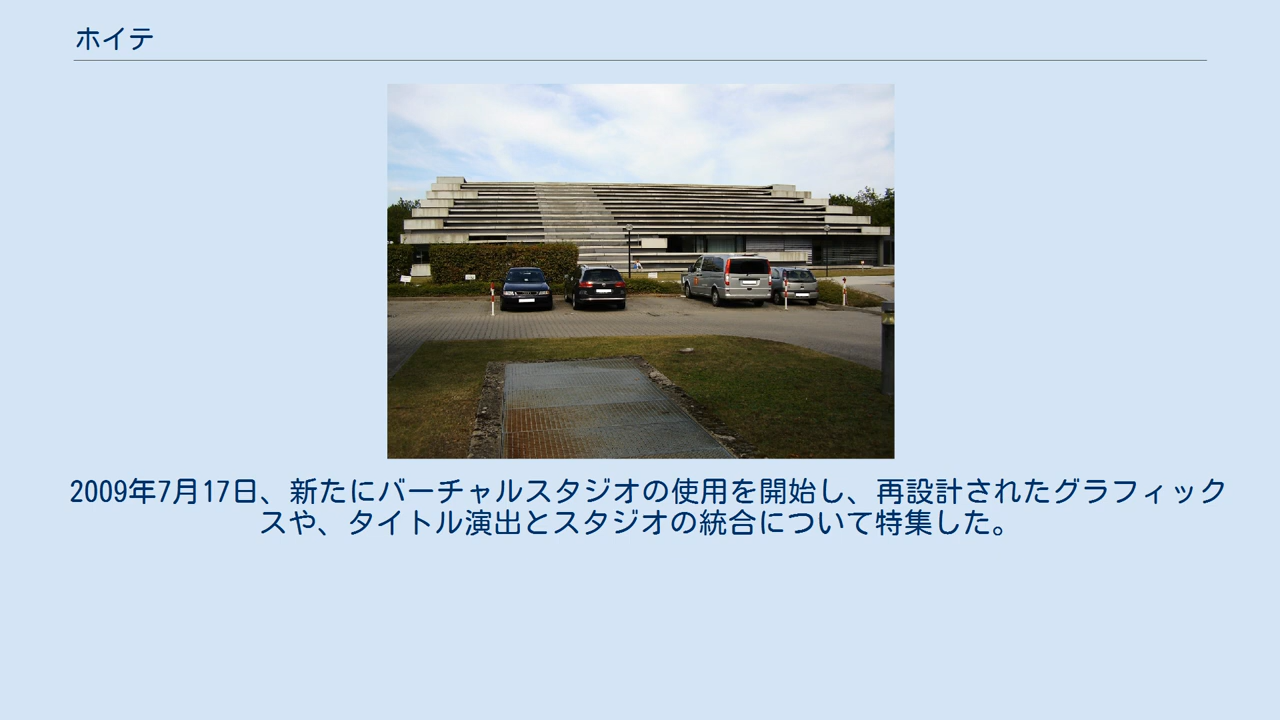 ホイテ
2009年7月17日、新たにバーチャルスタジオの使用を開始し、再設計されたグラフィック
スや、タイトル演出とスタジオの統合について特集した。